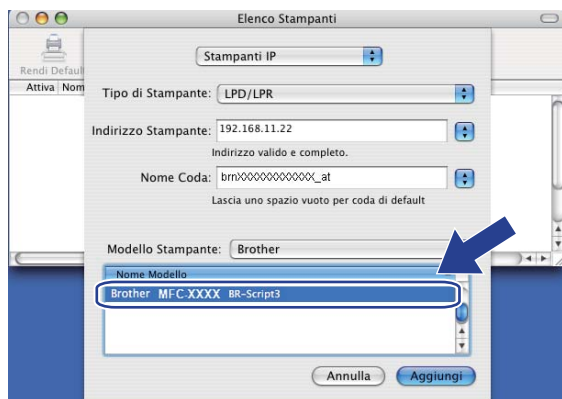 Elenco Stampanti
Stampanti IP
Rendi Defaul
Attiva Nom
Tipo di Stampante: LPD/LPR
Indirizzo Stampante: 192.168.11.22
Indirizzo valido e completo.
Nome Coda: brnXXXXXXXXXXXX_at
Lascia uno spazio vuoto per coda di default
Modello Stampante: Brother
Nome Modello
Brother MFC-XXXX BR-Script3
Annulla Aggiungi